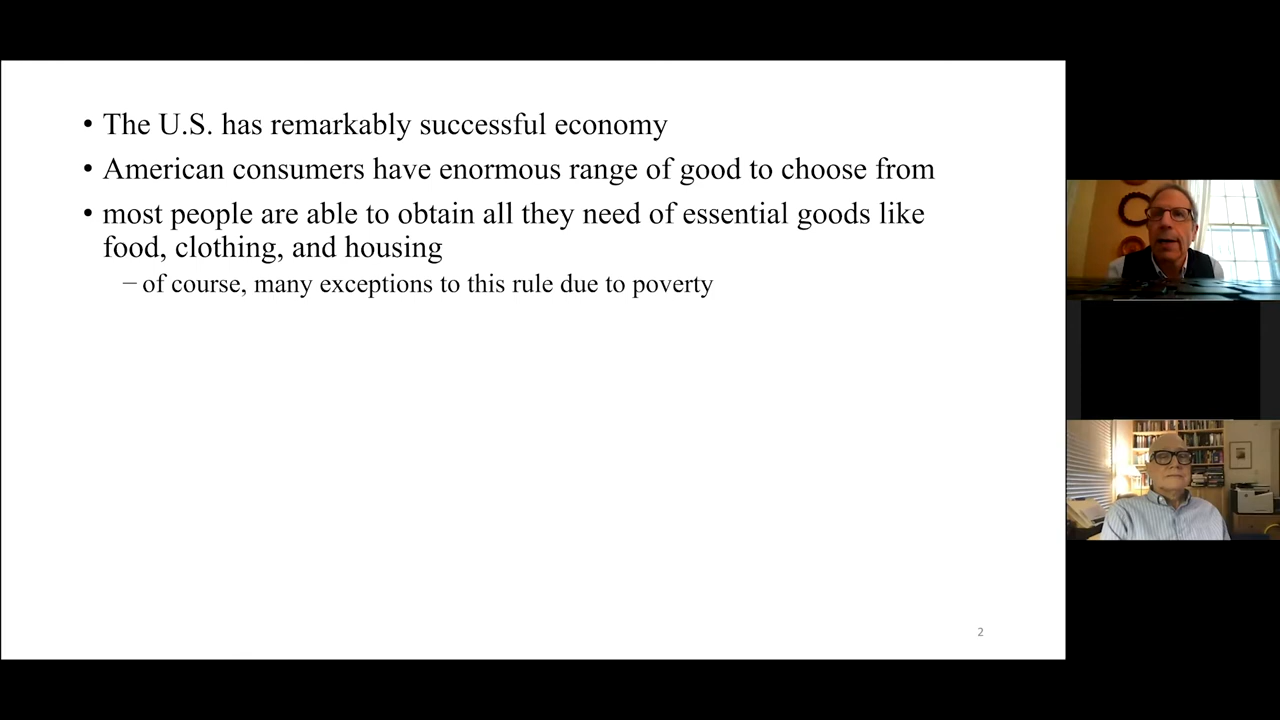 • The U.S. has remarkably successful economy
• American consumers have enormous range of good to choose from
• most people are able to obtain all they need of essential goods like
food, clothing, and housing
– of course, many exceptions to this rule due to poverty
2